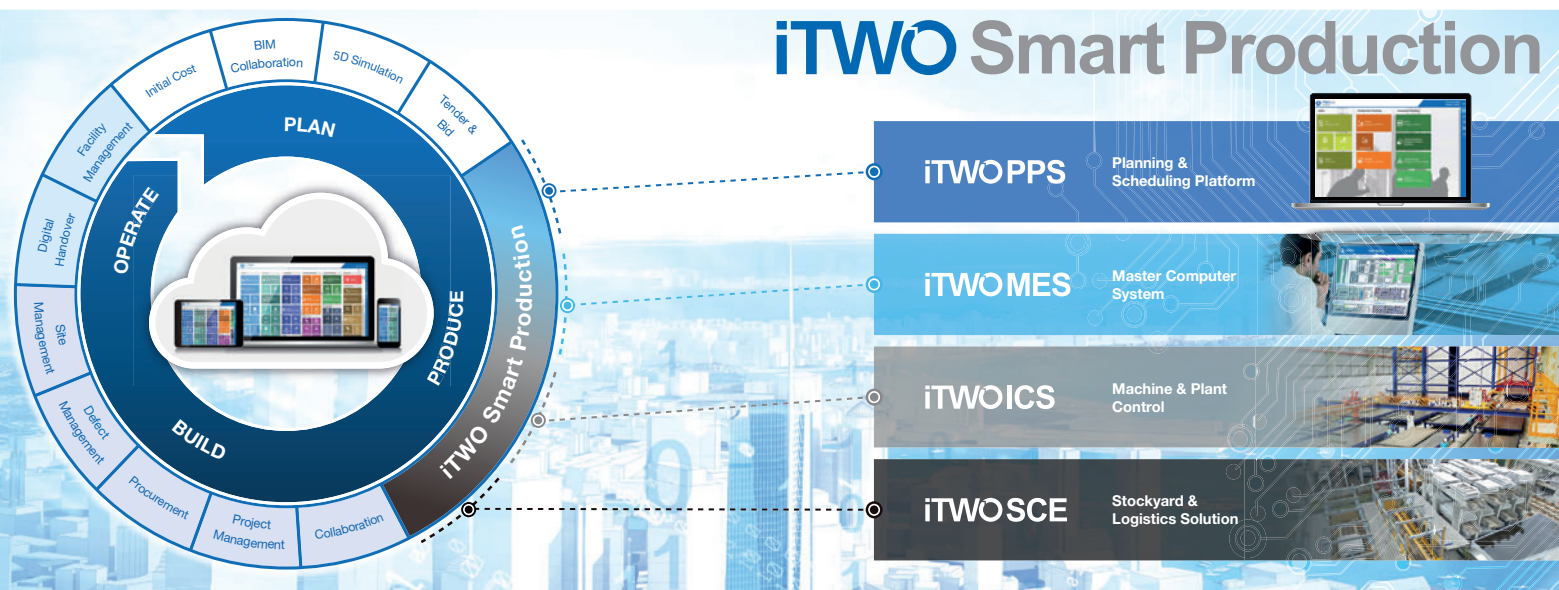 iTWO Smart Production
Initial Cost
BIM
Collaboration
5D Simulation
Tender &
Bid
Facility
Management
Digital
Handover
Site
Management
Defect
Management
Procurement
Project
Management
Collaboration
PLAN
OPERATE
PRODUCE
BUILD
iTWO Smart Production
iTWO PPS
Planning &
Scheduling Platform
iTWO MES
Master Computer
System
iTWO ICS
Machine & Plant
Control
iTWO SCE
Stockyard &
Logistics Solution